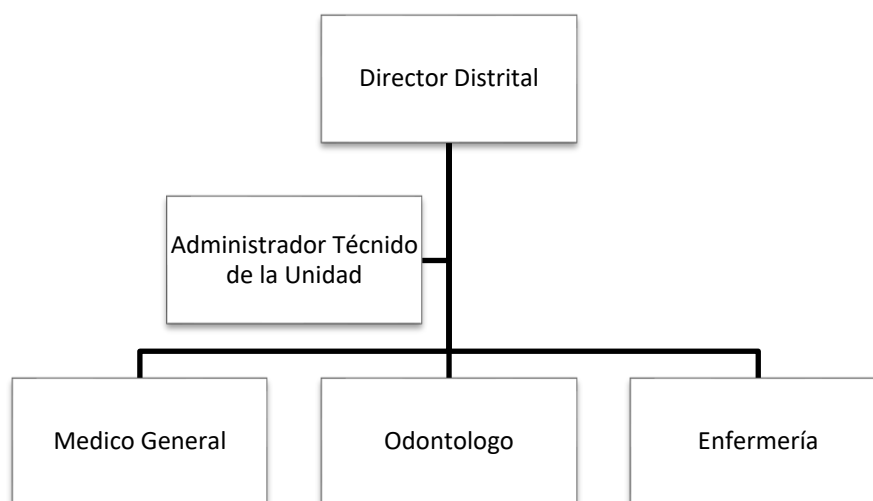 Director Distrital
Administrador Técnido
de la Unidad
Medico General
Odontologo
Enfermería